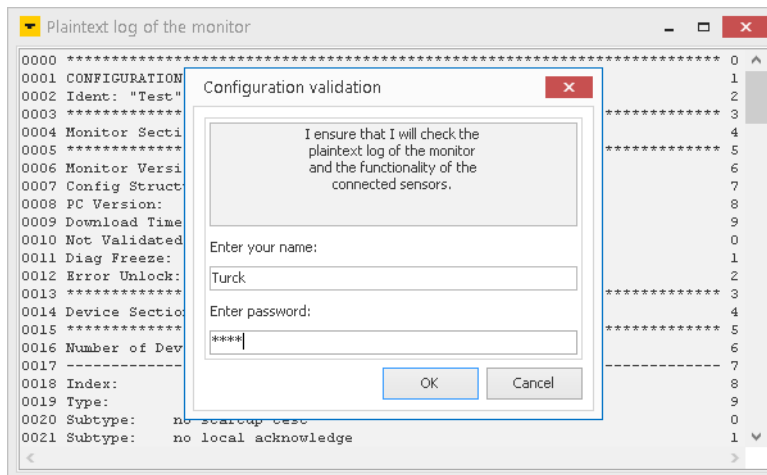 Plaintext log of the monitor
0000 ************************************************************************** 0
0001 CONFIGURATION 1
0002 Ident: "Test" 2
0003 ************************************************************************** 3
0004 Monitor Secti 4
0005 ************************************************************************** 5
0006 Monitor Versi 6
0007 Config Struct 7
0008 PC Version: 8
0009 Download Time 9
0010 Not Validated 0
0011 Diag Freeze: 1
0012 Error Unlock: 2
0013 ************************************************************************** 3
0014 Device Section 4
0015 ************************************************************************** 5
0016 Number of Dev 6
0017 -------------------------------------------------------------------------- 7
0018 Index: 8
0019 Type: 9
0020 Subtype: no startup test 0
0021 Subtype: no local acknowledge 1
Configuration validation
I ensure that I will check the
plaintext log of the monitor
and the functionality of the
connected sensors.
Enter your name:
Turck
Enter password:
****
OK Cancel